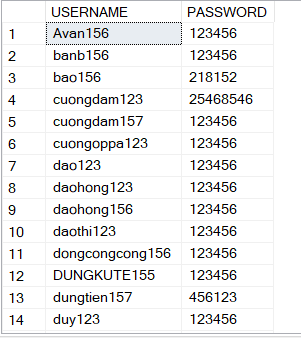 USERNAME PASSWORD
1 Avan156 123456
2 banb156 123456
3 bao156 218152
4 cuongdam123 25468546
5 cuongdam157 123456
6 cuongoppa123 123456
7 dao123 123456
8 daohong123 123456
9 daohong156 123456
10 daothi123 123456
11 dongcongcong156 123456
12 DUNGKUTE155 123456
13 dungtien157 456123
14 duy123 123456